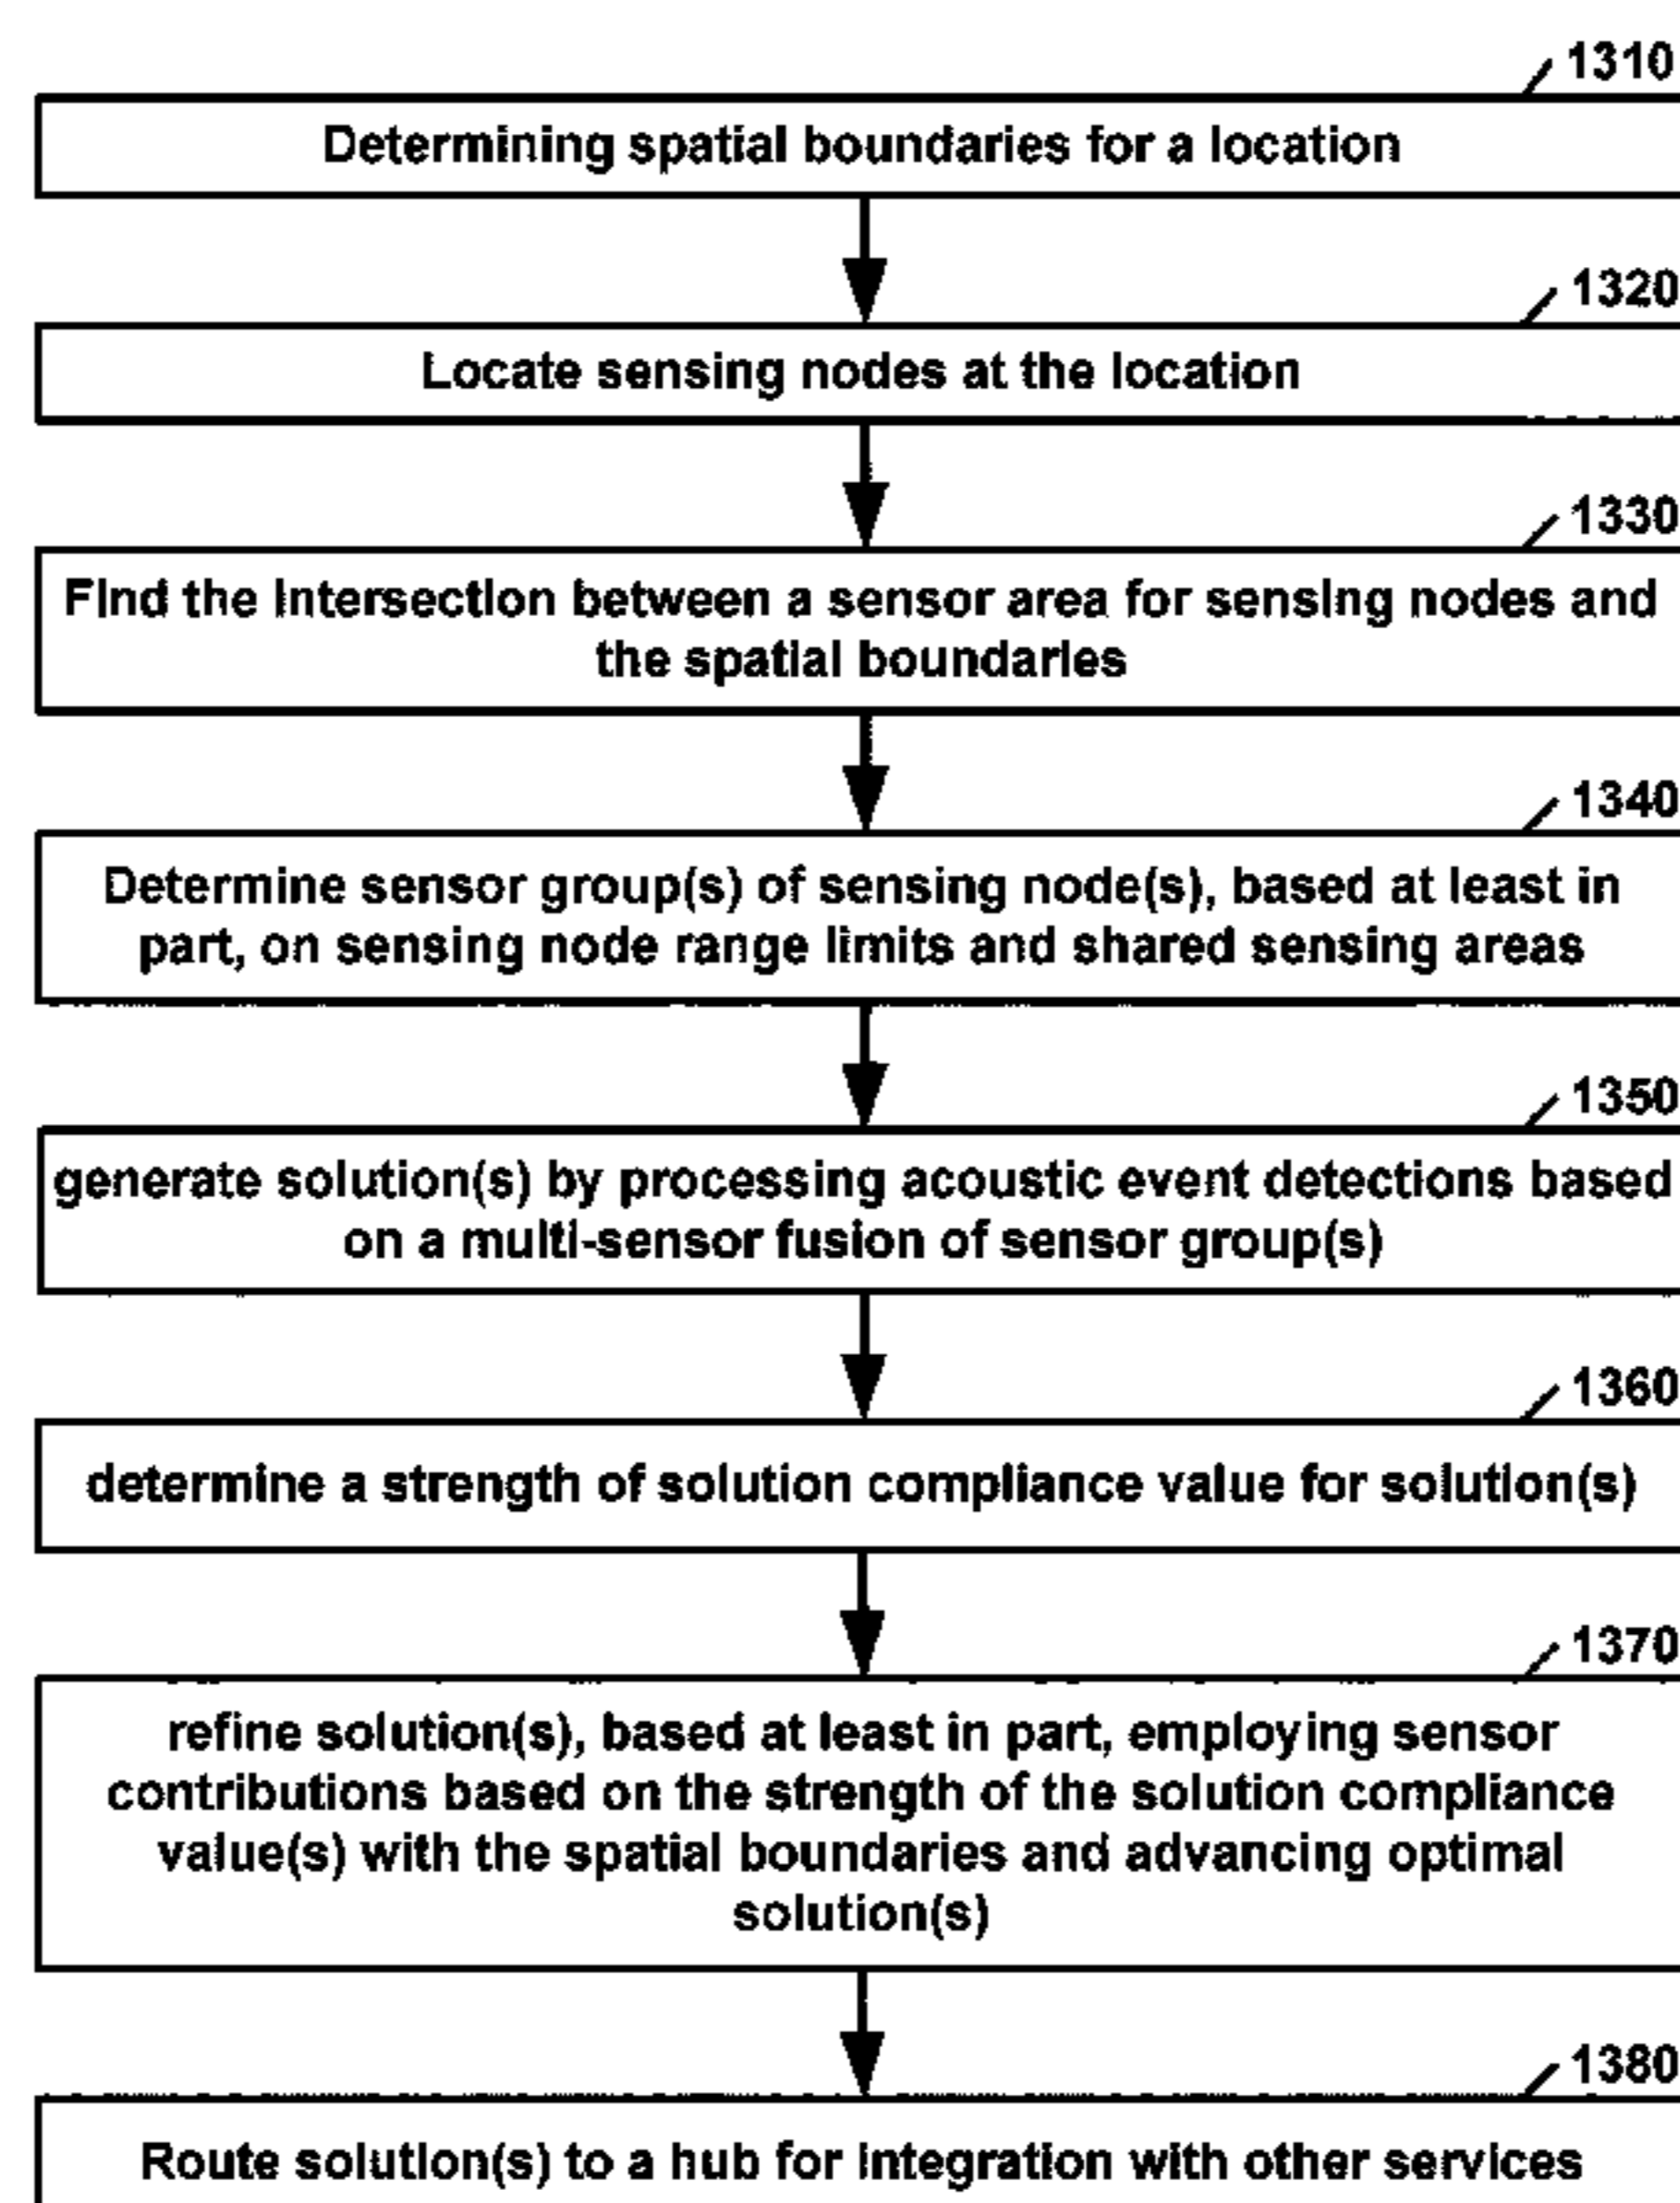 1310
Determining spatial boundaries for a location
1320
Locate sensing nodes at the location
1330
Find the Intersection between a sensor area for sensing nodes and
the spatial boundaries
1340
Determine sensor group(s) of sensing node(s), based at least in
part, on sensing node range limits and shared sensing areas
1350
generate solution(s) by processing acoustic event detections based
on a multi-sensor fusion of sensor group(s)
1360
determine a strength of solution compliance value for solution(s)
1370
refine solution(s), based at least in part, employing sensor
contributions based on the strength of the solution compliance
value(s) with the spatial boundaries and advancing optimal
solution(s)
1380
Route solution(s) to a hub for integration with other services